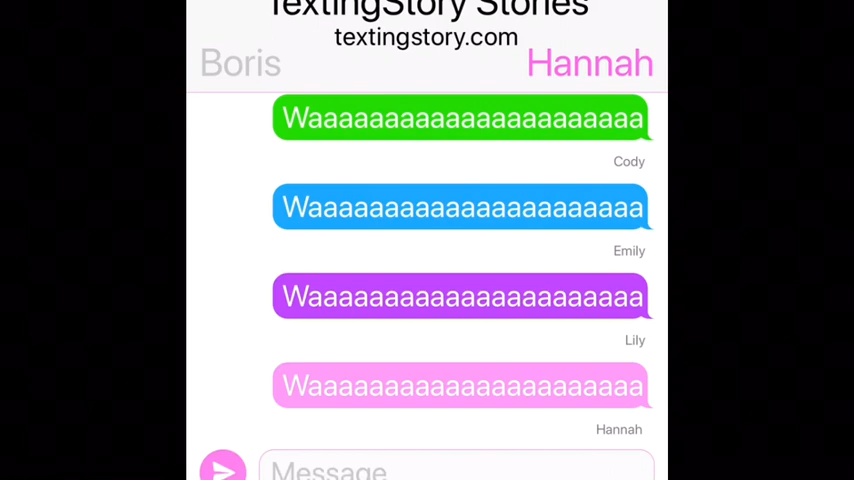 TextingStory Stories
textingstory.com
Boris Hannah
Waaaaaaaaaaaaaaaaaaaaaa
Cody
Waaaaaaaaaaaaaaaaaaaaaa
Emily
Waaaaaaaaaaaaaaaaaaaaaa
Lily
Waaaaaaaaaaaaaaaaaaaaaa
Hannah
Message